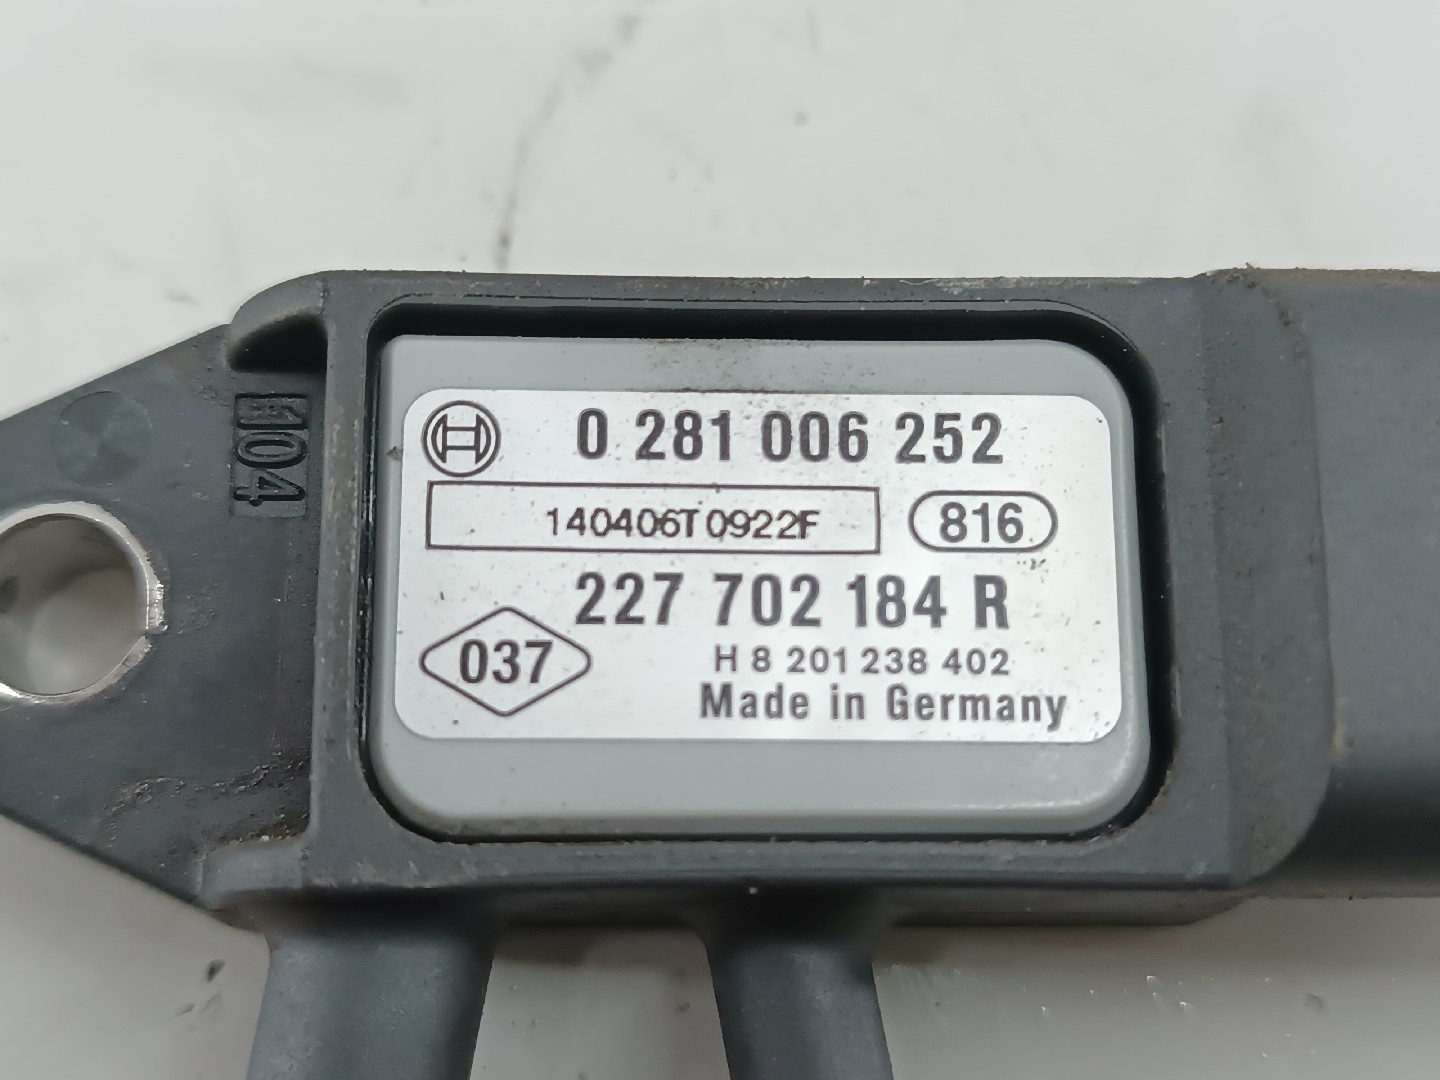 104
0 281 006 252
140406T0922F
816
227 702 184 R
037
H 8 201 238 402
Made in Germany